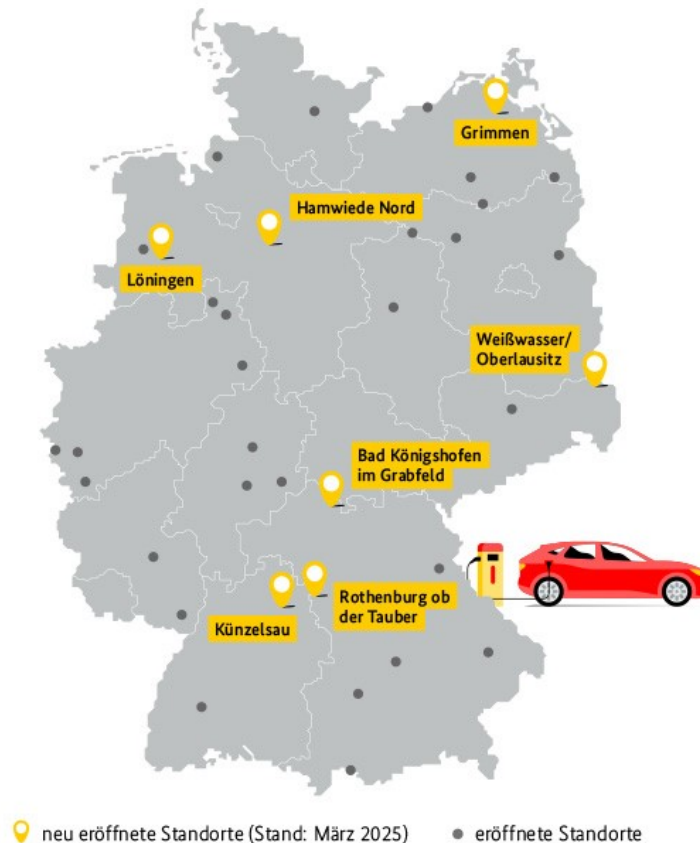 Grimmen
Hamwiede Nord
Löningen
Weißwasser/
Oberlausitz
Bad Königshofen
im Grabfeld
Rothenburg ob
der Tauber
Künzelsau
neu eröffnete Standorte (Stand: März 2025)
eröffnete Standorte